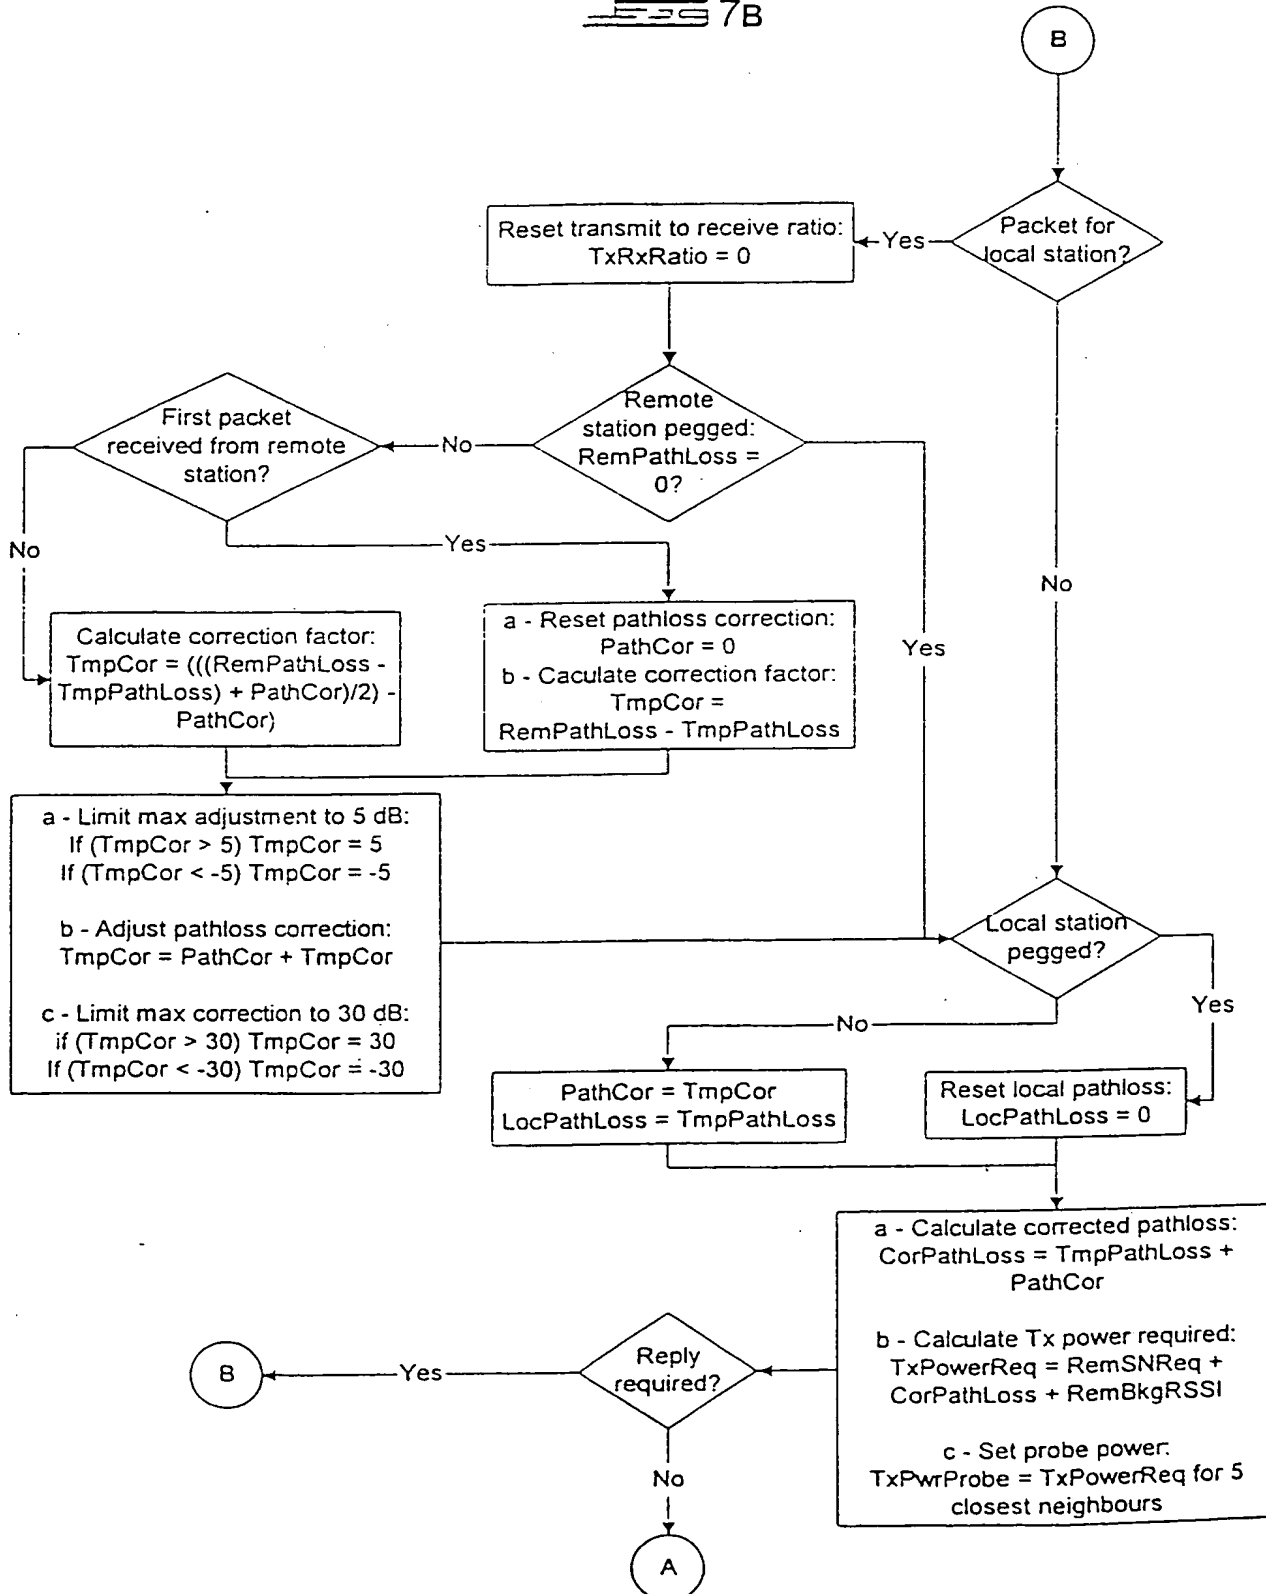 7B
B
Packet for
local station?
Yes
Reset transmit to receive ratio:
TxRxRatio = 0
Remote
station pegged:
RemPathLoss =
0?
No
First packet
received from remote
station?
No
Yes
Yes
No
Calculate correction factor:
TmpCor = (((RemPathLoss -
TmpPathLoss) + PathCor)/2) -
PathCor)
a - Reset pathloss correction:
PathCor = 0
b - Caculate correction factor:
TmpCor =
RemPathLoss - TmpPathLoss
a - Limit max adjustment to 5 dB:
If (TmpCor > 5) TmpCor = 5
If (TmpCor < -5) TmpCor = -5
b - Adjust pathloss correction:
TmpCor = PathCor + TmpCor
c - Limit max correction to 30 dB:
if (TmpCor > 30) TmpCor = 30
If (TmpCor < -30) TmpCor = -30
Local station
pegged?
No
Yes
PathCor = TmpCor
LocPathLoss = TmpPathLoss
Reset local pathloss:
LocPathLoss = 0
a - Calculate corrected pathloss:
CorPathLoss = TmpPathLoss +
PathCor
b - Calculate Tx power required:
TxPowerReq = RemSNReq +
CorPathLoss + RemBkgRSSI
c - Set probe power:
TxPwrProbe = TxPowerReq for 5
closest neighbours
Reply
required?
Yes
B
No
A